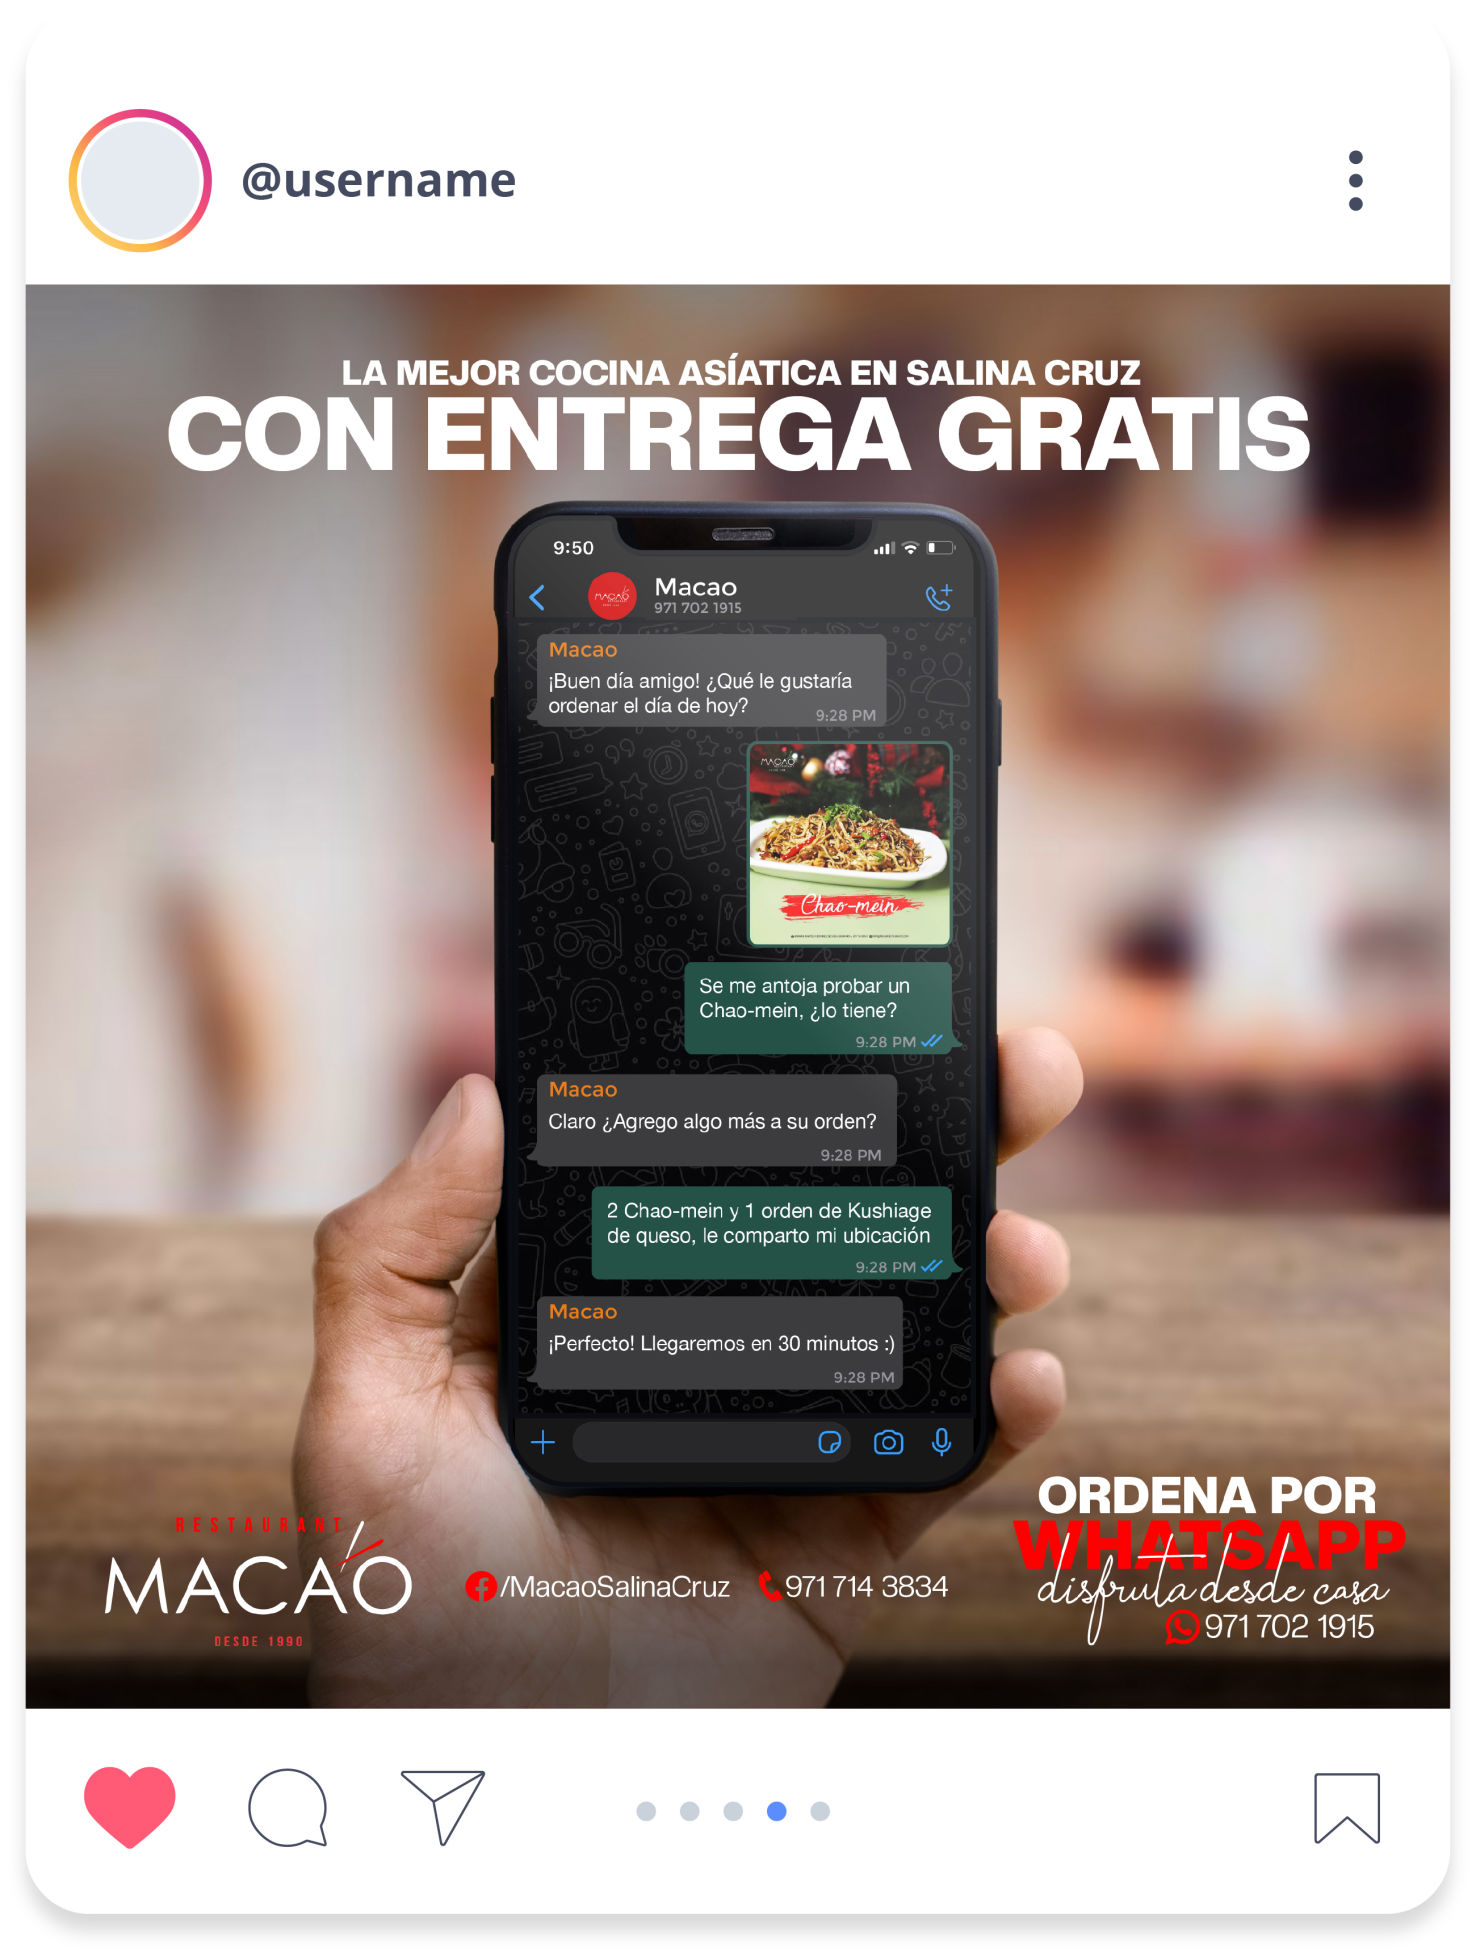 @username
LA MEJOR COCINA ASÍATICA EN SALINA CRUZ
CON ENTREGA GRATIS
9:50
MACAO
Macao
971 702 1915
Macao
¡Buen día amigo! ¿Qué le gustaría
ordenar el día de hoy?
9:28 PM
MACAO
Chao-mein
Se me antoja probar un
Chao-mein, ¿lo tiene?
9:28 PM
Macao
Claro ¿Agrego algo más a su orden?
9:28 PM
2 Chao-mein y 1 orden de Kushiage
de queso, le comparto mi ubicación
9:28 PM
Macao
¡Perfecto! Llegaremos en 30 minutos :)
9:28 PM
RESTAURANT
MACAO
DESDE 1990
/MacaoSalinaCruz
971 714 3834
ORDENA POR
WHATSAPP
disfruta desde casa
971 702 1915